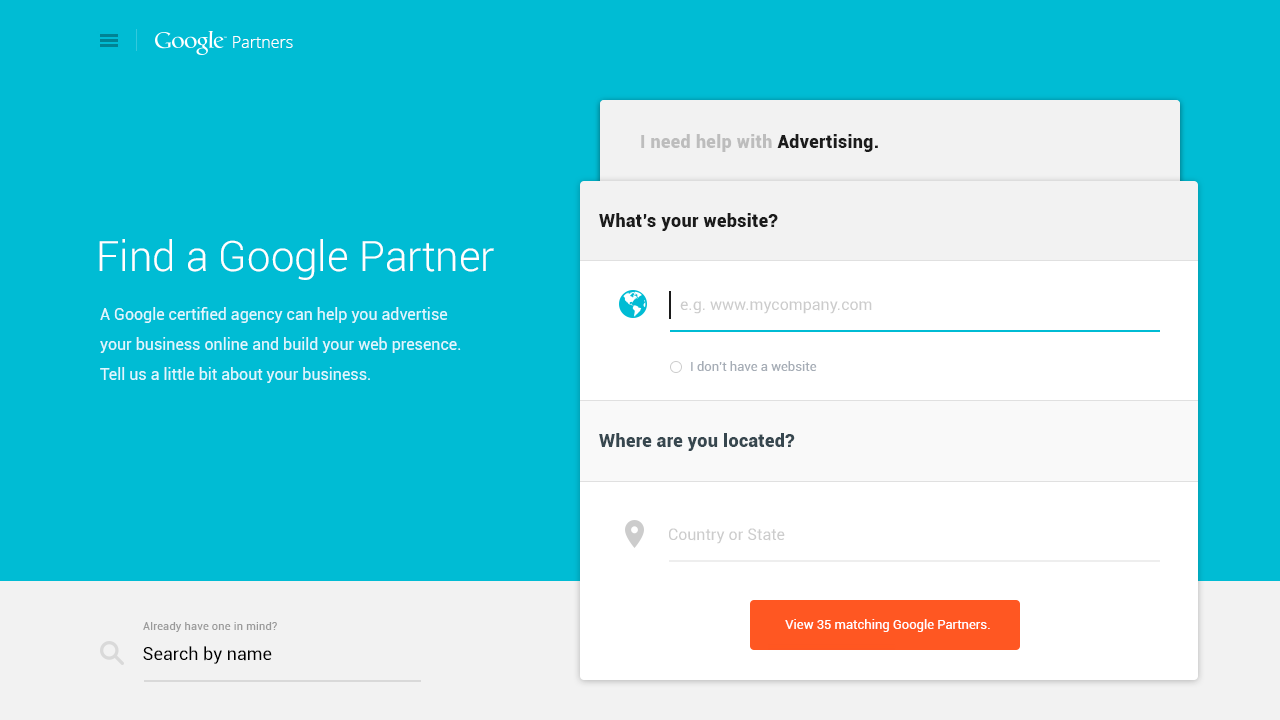 Google Partners
I need help with Advertising.
What's your website?
e.g. www.mycompany.com
I don't have a website
Where are you located?
Country or State
View 35 matching Google Partners.
Find a Google Partner
A Google certified agency can help you advertise
your business online and build your web presence.
Tell us a little bit about your business.
Already have one in mind?
Search by name